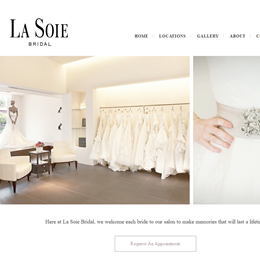 LA SOIE
BRIDAL
HOME LOCATIONS GALLERY ABOUT
Here at La Soie Bridal, we welcome each bride to our salon to make memories that will last a
Request An Appointment